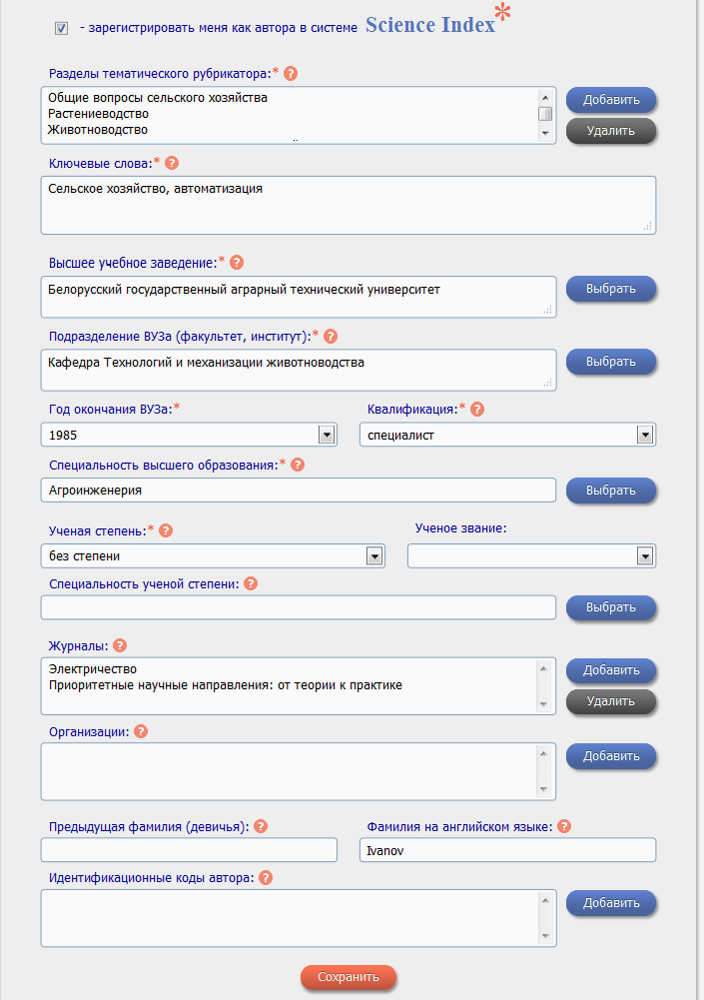 - зарегистрировать меня как автора в системе Science Index*
Разделы тематического рубрикатора:* ?
Общие вопросы сельского хозяйства
Растениеводство
Животноводство
Добавить
Удалить
Ключевые слова:* ?
Сельское хозяйство, автоматизация
Высшее учебное заведение:* ?
Белорусский государственный аграрный технический университет
Выбрать
Подразделение ВУЗа (факультет, институт):* ?
Кафедра Технологий и механизации животноводства
Выбрать
Год окончания ВУЗа:* Квалификация:* ?
1985 специалист
Специальность высшего образования:* ?
Агроинженерия Выбрать
Ученая степень:* ? Ученое звание:
без степени
Специальность ученой степени: ?
Выбрать
Журналы: ?
Электричество
Приоритетные научные направления: от теории к практике
Добавить
Удалить
Организации: ?
Добавить
Предыдущая фамилия (девичья): ? Фамилия на английском языке: ?
Ivanov
Идентификационные коды автора: ?
Добавить
Сохранить